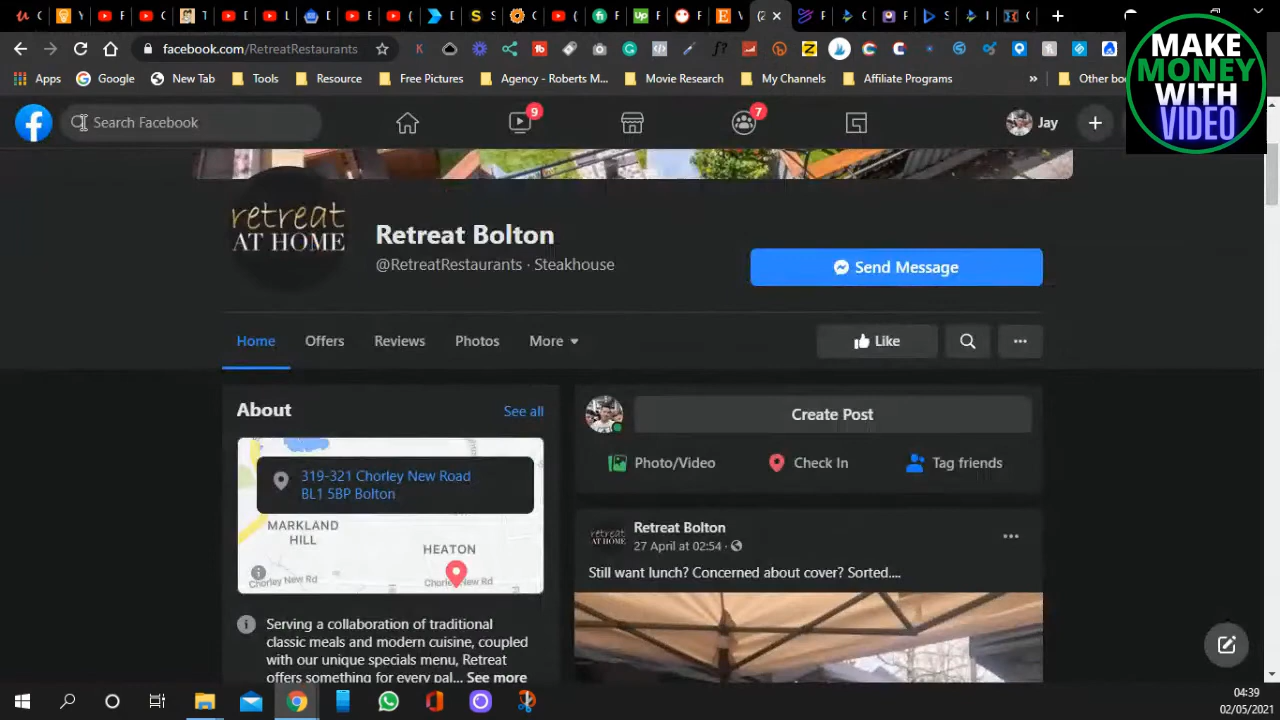 facebook.com/RetreatRestaurants
Apps
Google
New Tab
Tools
Resource
Free Pictures
Agency - Roberts M...
Movie Research
My Channels
Affiliate Programs
»
Other boo
MAKE
MONEY
WITH
VIDEO
Search Facebook
9
7
Jay
retreat
AT HOME
Retreat Bolton
@RetreatRestaurants · Steakhouse
Send Message
Home
Offers
Reviews
Photos
More
Like
About
See all
Create Post
319-321 Chorley New Road
BL1 5BP Bolton
Photo/Video
Check In
Tag friends
MARKLAND
HILL
HEATON
Chorley New Rd
Chorley New Rd
retreat
AT HOME
Retreat Bolton
27 April at 02:54 ·
Still want lunch? Concerned about cover? Sorted....
Serving a collaboration of traditional
classic meals and modern cuisine, coupled
with our unique specials menu, Retreat
offers something for every pal... See more
04:39
02/05/2021